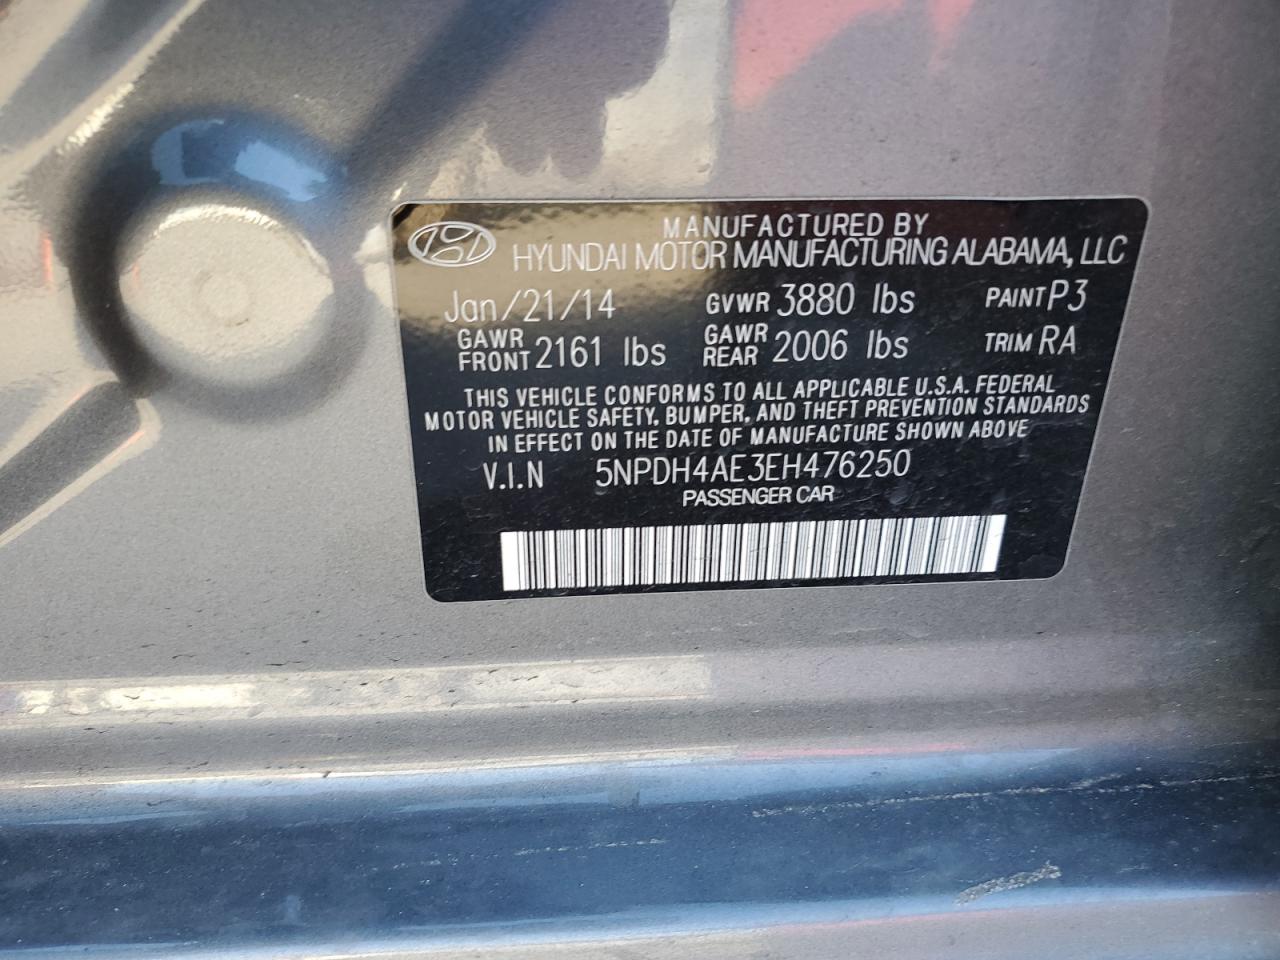 MANUFACTURED BY
HYUNDAI MOTOR MANUFACTURING ALABAMA, LLC
Jan/21/14 GVWR 3880 lbs PAINT P3
GAWR FRONT 2161 lbs GAWR REAR 2006 lbs TRIM RA
THIS VEHICLE CONFORMS TO ALL APPLICABLE U.S.A. FEDERAL
MOTOR VEHICLE SAFETY, BUMPER, AND THEFT PREVENTION STANDARDS
IN EFFECT ON THE DATE OF MANUFACTURE SHOWN ABOVE
V.I.N 5NPDH4AE3EH476250
PASSENGER CAR